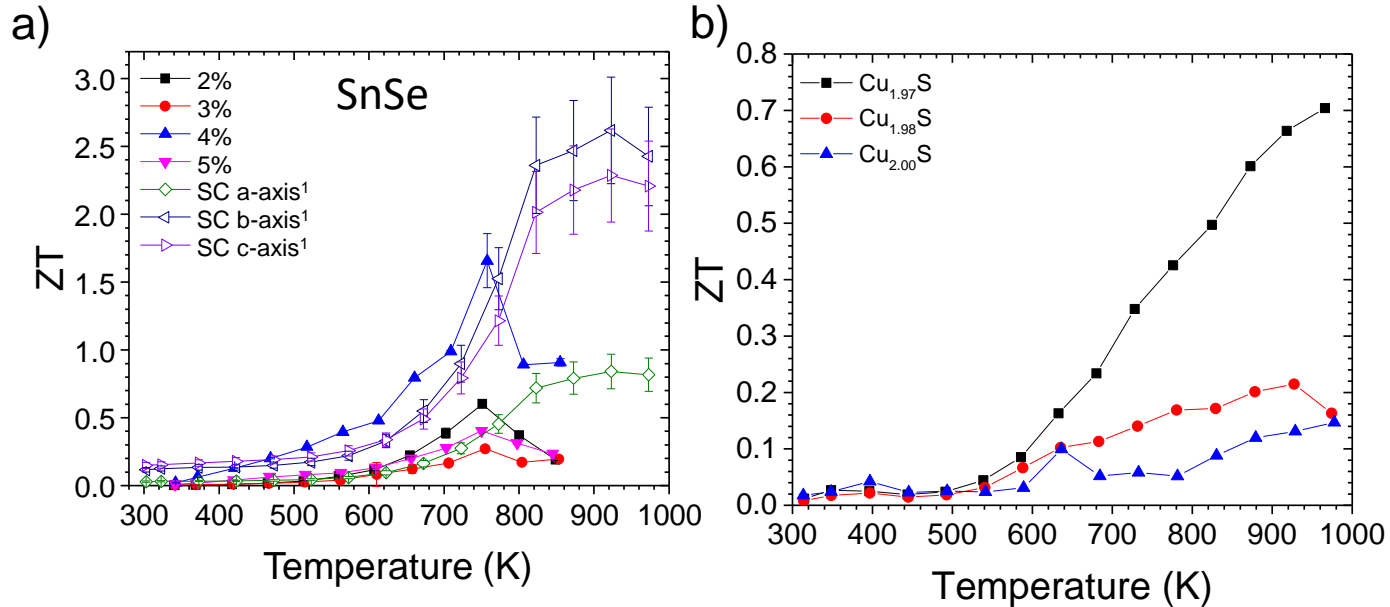 a)
SnSe
2%
3%
4%
5%
SC a-axis¹
SC b-axis¹
SC c-axis¹
ZT
3.0
2.5
2.0
1.5
1.0
0.5
0.0
300 400 500 600 700 800 900 1000
Temperature (K)
b)
Cu₁.₉₇S
Cu₁.₉₈S
Cu₂.₀₀S
ZT
0.8
0.7
0.6
0.5
0.4
0.3
0.2
0.1
0.0
300 400 500 600 700 800 900 1000
Temperature (K)